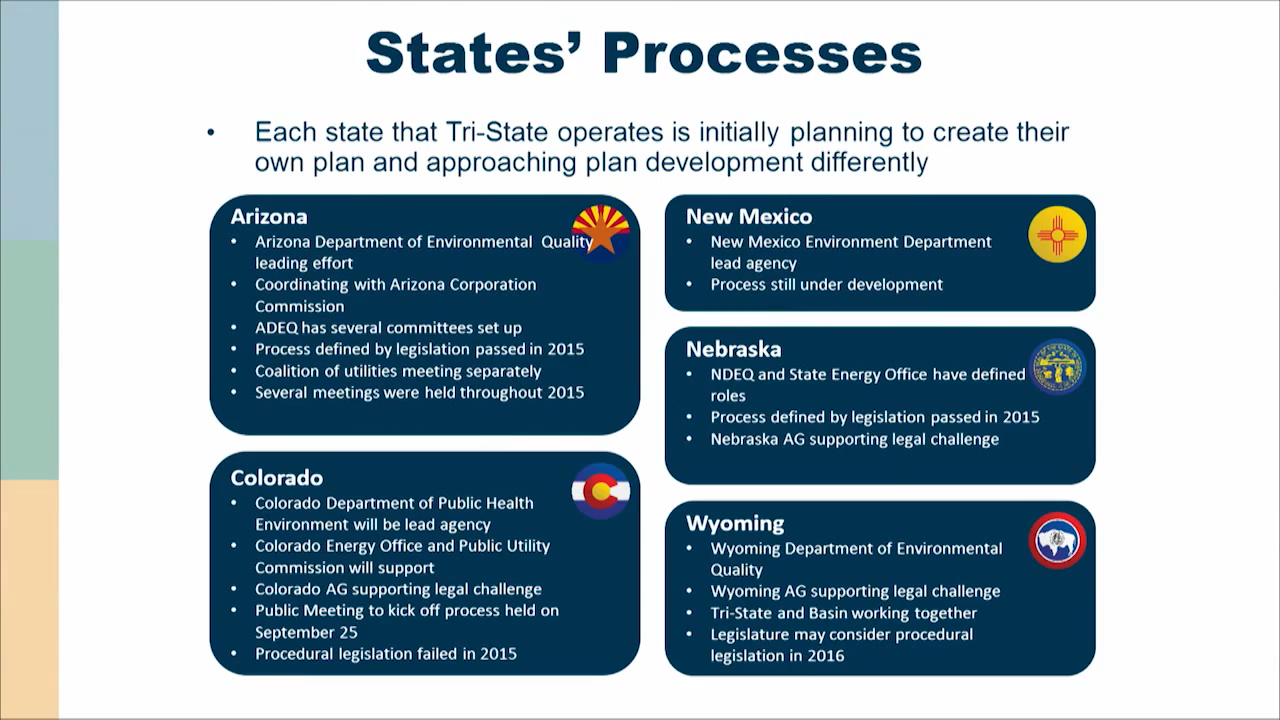 States’ Processes
• Each state that Tri-State operates is initially planning to create their
own plan and approaching plan development differently
Arizona
• Arizona Department of Environmental Quality
leading effort
• Coordinating with Arizona Corporation
Commission
• ADEQ has several committees set up
• Process defined by legislation passed in 2015
• Coalition of utilities meeting separately
• Several meetings were held throughout 2015
Colorado
• Colorado Department of Public Health
Environment will be lead agency
• Colorado Energy Office and Public Utility
Commission will support
• Colorado AG supporting legal challenge
• Public Meeting to kick off process held on
September 25
• Procedural legislation failed in 2015
New Mexico
• New Mexico Environment Department
lead agency
• Process still under development
Nebraska
• NDEQ and State Energy Office have defined
roles
• Process defined by legislation passed in 2015
• Nebraska AG supporting legal challenge
Wyoming
• Wyoming Department of Environmental
Quality
• Wyoming AG supporting legal challenge
• Tri-State and Basin working together
• Legislature may consider procedural
legislation in 2016